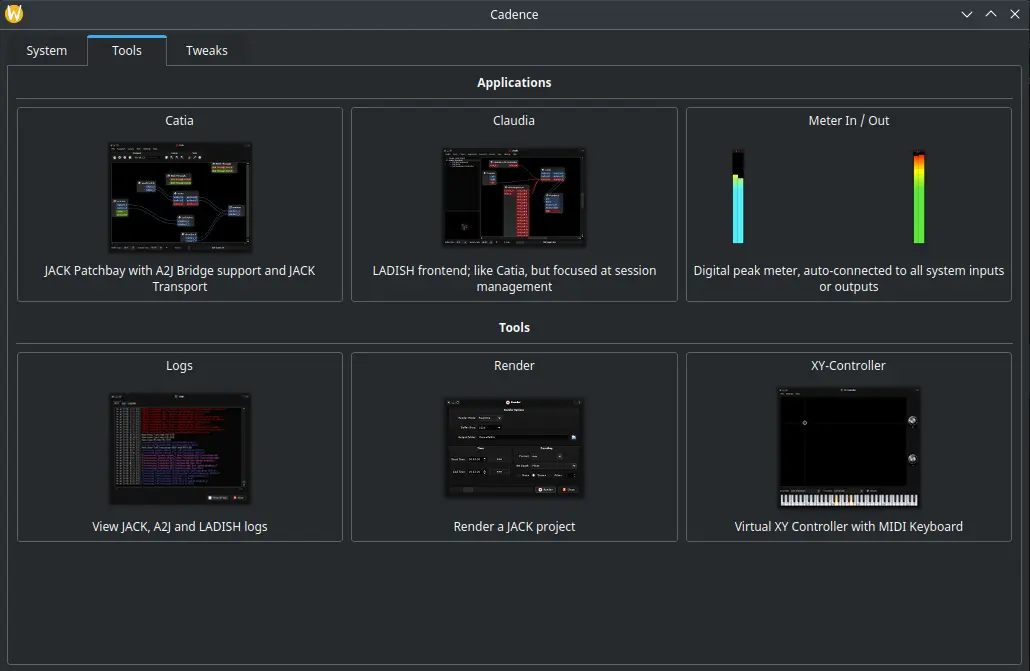 Cadence
System
Tools
Tweaks
Applications
Catia
JACK Patchbay with A2J Bridge support and JACK
Transport
Claudia
LADISH frontend; like Catia, but focused at session
management
Meter In / Out
Digital peak meter, auto-connected to all system inputs
or outputs
Tools
Logs
View JACK, A2J and LADISH logs
Render
Render a JACK project
XY-Controller
Virtual XY Controller with MIDI Keyboard